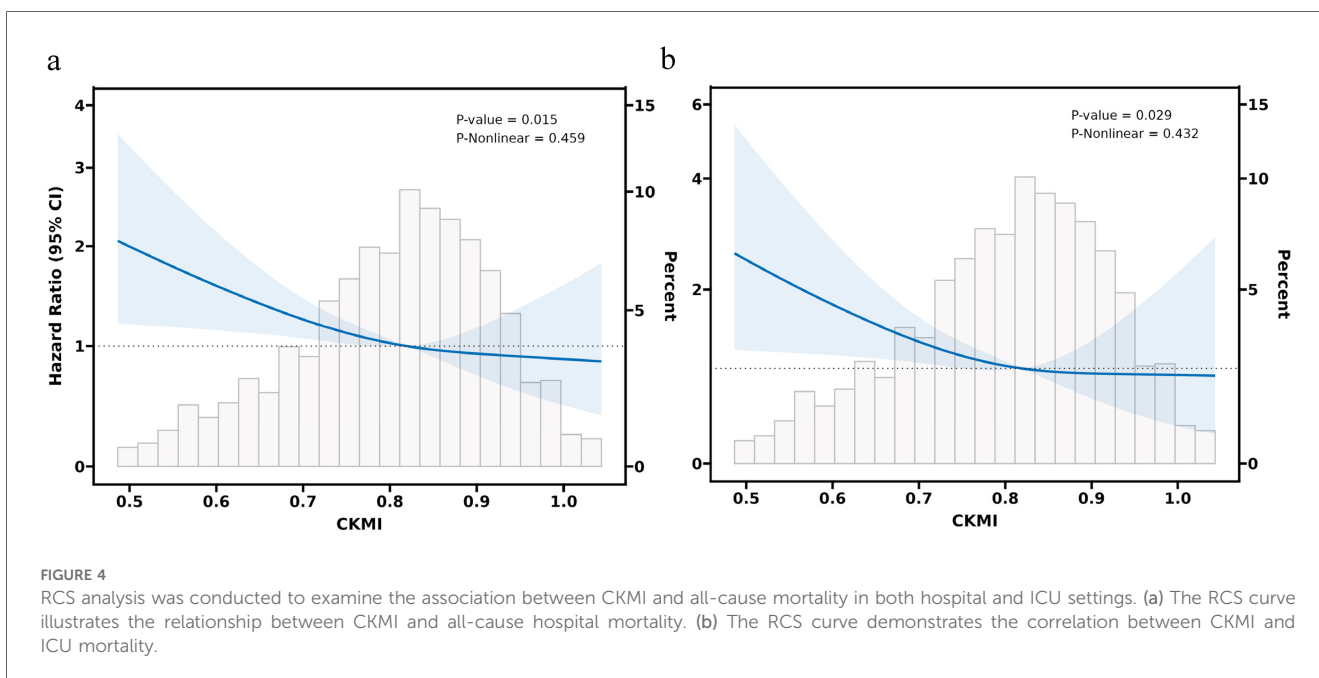 a
P-value = 0.015
P-Nonlinear = 0.459
Hazard Ratio (95% CI)
4
3
2
1
0
15
10
5
0
Percent
0.5 0.6 0.7 0.8 0.9 1.0
CKMI
b
P-value = 0.029
P-Nonlinear = 0.432
6
4
2
0
15
10
5
0
Percent
0.5 0.6 0.7 0.8 0.9 1.0
CKMI
FIGURE 4
RCS analysis was conducted to examine the association between CKMI and all-cause mortality in both hospital and ICU settings. (a) The RCS curve
illustrates the relationship between CKMI and all-cause hospital mortality. (b) The RCS curve demonstrates the correlation between CKMI and
ICU mortality.